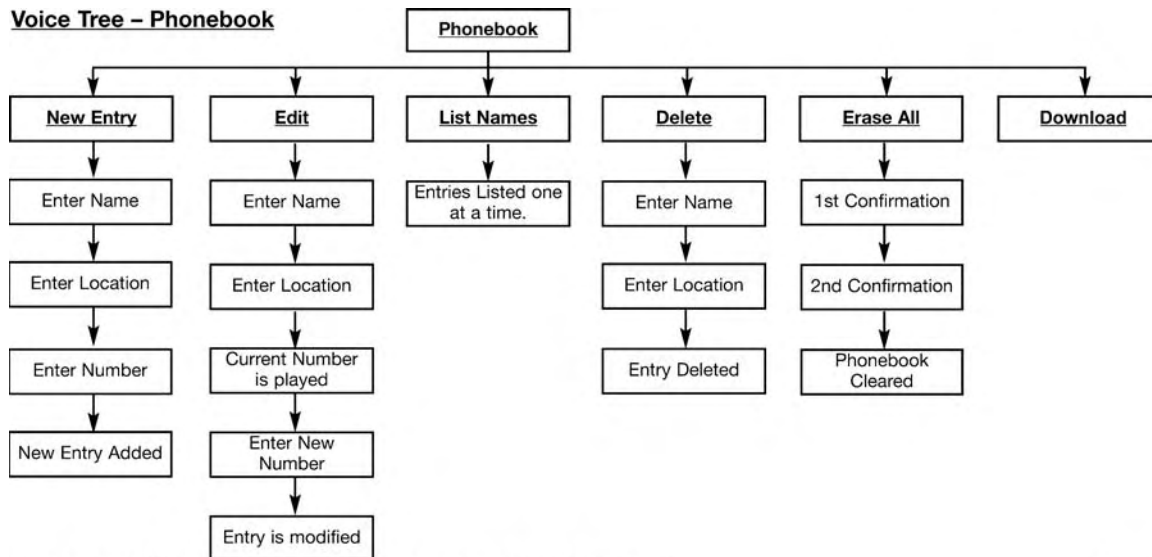 Voice Tree – Phonebook
Phonebook
New Entry
Edit
List Names
Delete
Erase All
Download
Enter Name
Enter Name
Entries Listed one
at a time.
Enter Name
1st Confirmation
Enter Location
Enter Location
Enter Location
2nd Confirmation
Enter Number
Current Number
is played
Entry Deleted
Phonebook
Cleared
New Entry Added
Enter New
Number
Entry is modified